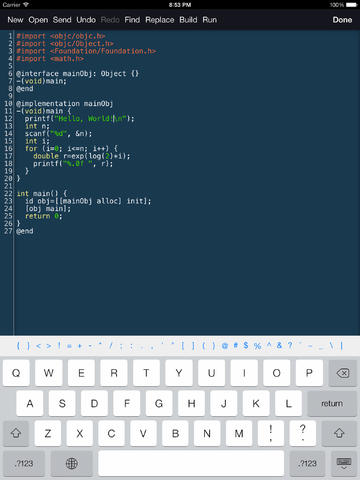 Carrier 8:53 PM 100%
New Open Send Undo Redo Find Replace Build Run Done
1 #import <objc/objc.h>
2 #import <objc/Object.h>
3 #import <Foundation/Foundation.h>
4 #import <math.h>
5
6 @interface mainObj: Object {}
7 -(void)main;
8 @end
9
10 @implementation mainObj
11 -(void)main {
12 printf("Hello, World!\n");
13 int n;
14 scanf("%d", &n);
15 int i;
16 for (i=0; i<=n; i++) {
17 double r=exp(log(2)*i);
18 printf("%.0f ", r);
19 }
20 }
21
22 int main() {
23 id obj=[[mainObj alloc] init];
24 [obj main];
25 return 0;
26 }
27 @end
{ } < > ! = + - * / ; : . , ' " [ ] ( ) @ # $ % ^ & ? ` ~ _ \ |
Q W E R T Y U I O P
A S D F G H J K L return
Z X C V B N M ! , ? .
.?123 .?123